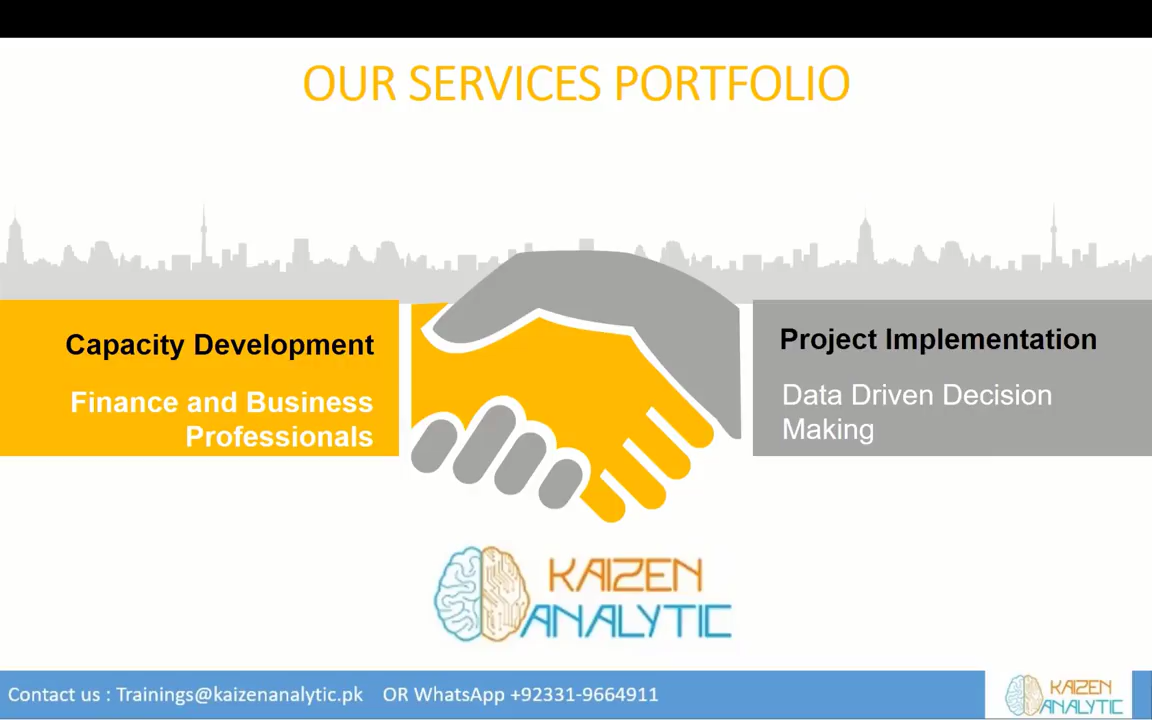 OUR SERVICES PORTFOLIO
Capacity Development
Finance and Business
Professionals
Project Implementation
Data Driven Decision
Making
KAIZEN
ANALYTIC
Contact us : Trainings@kaizenanalytic.pk OR WhatsApp +92331-9664911
KAIZEN
ANALYTIC